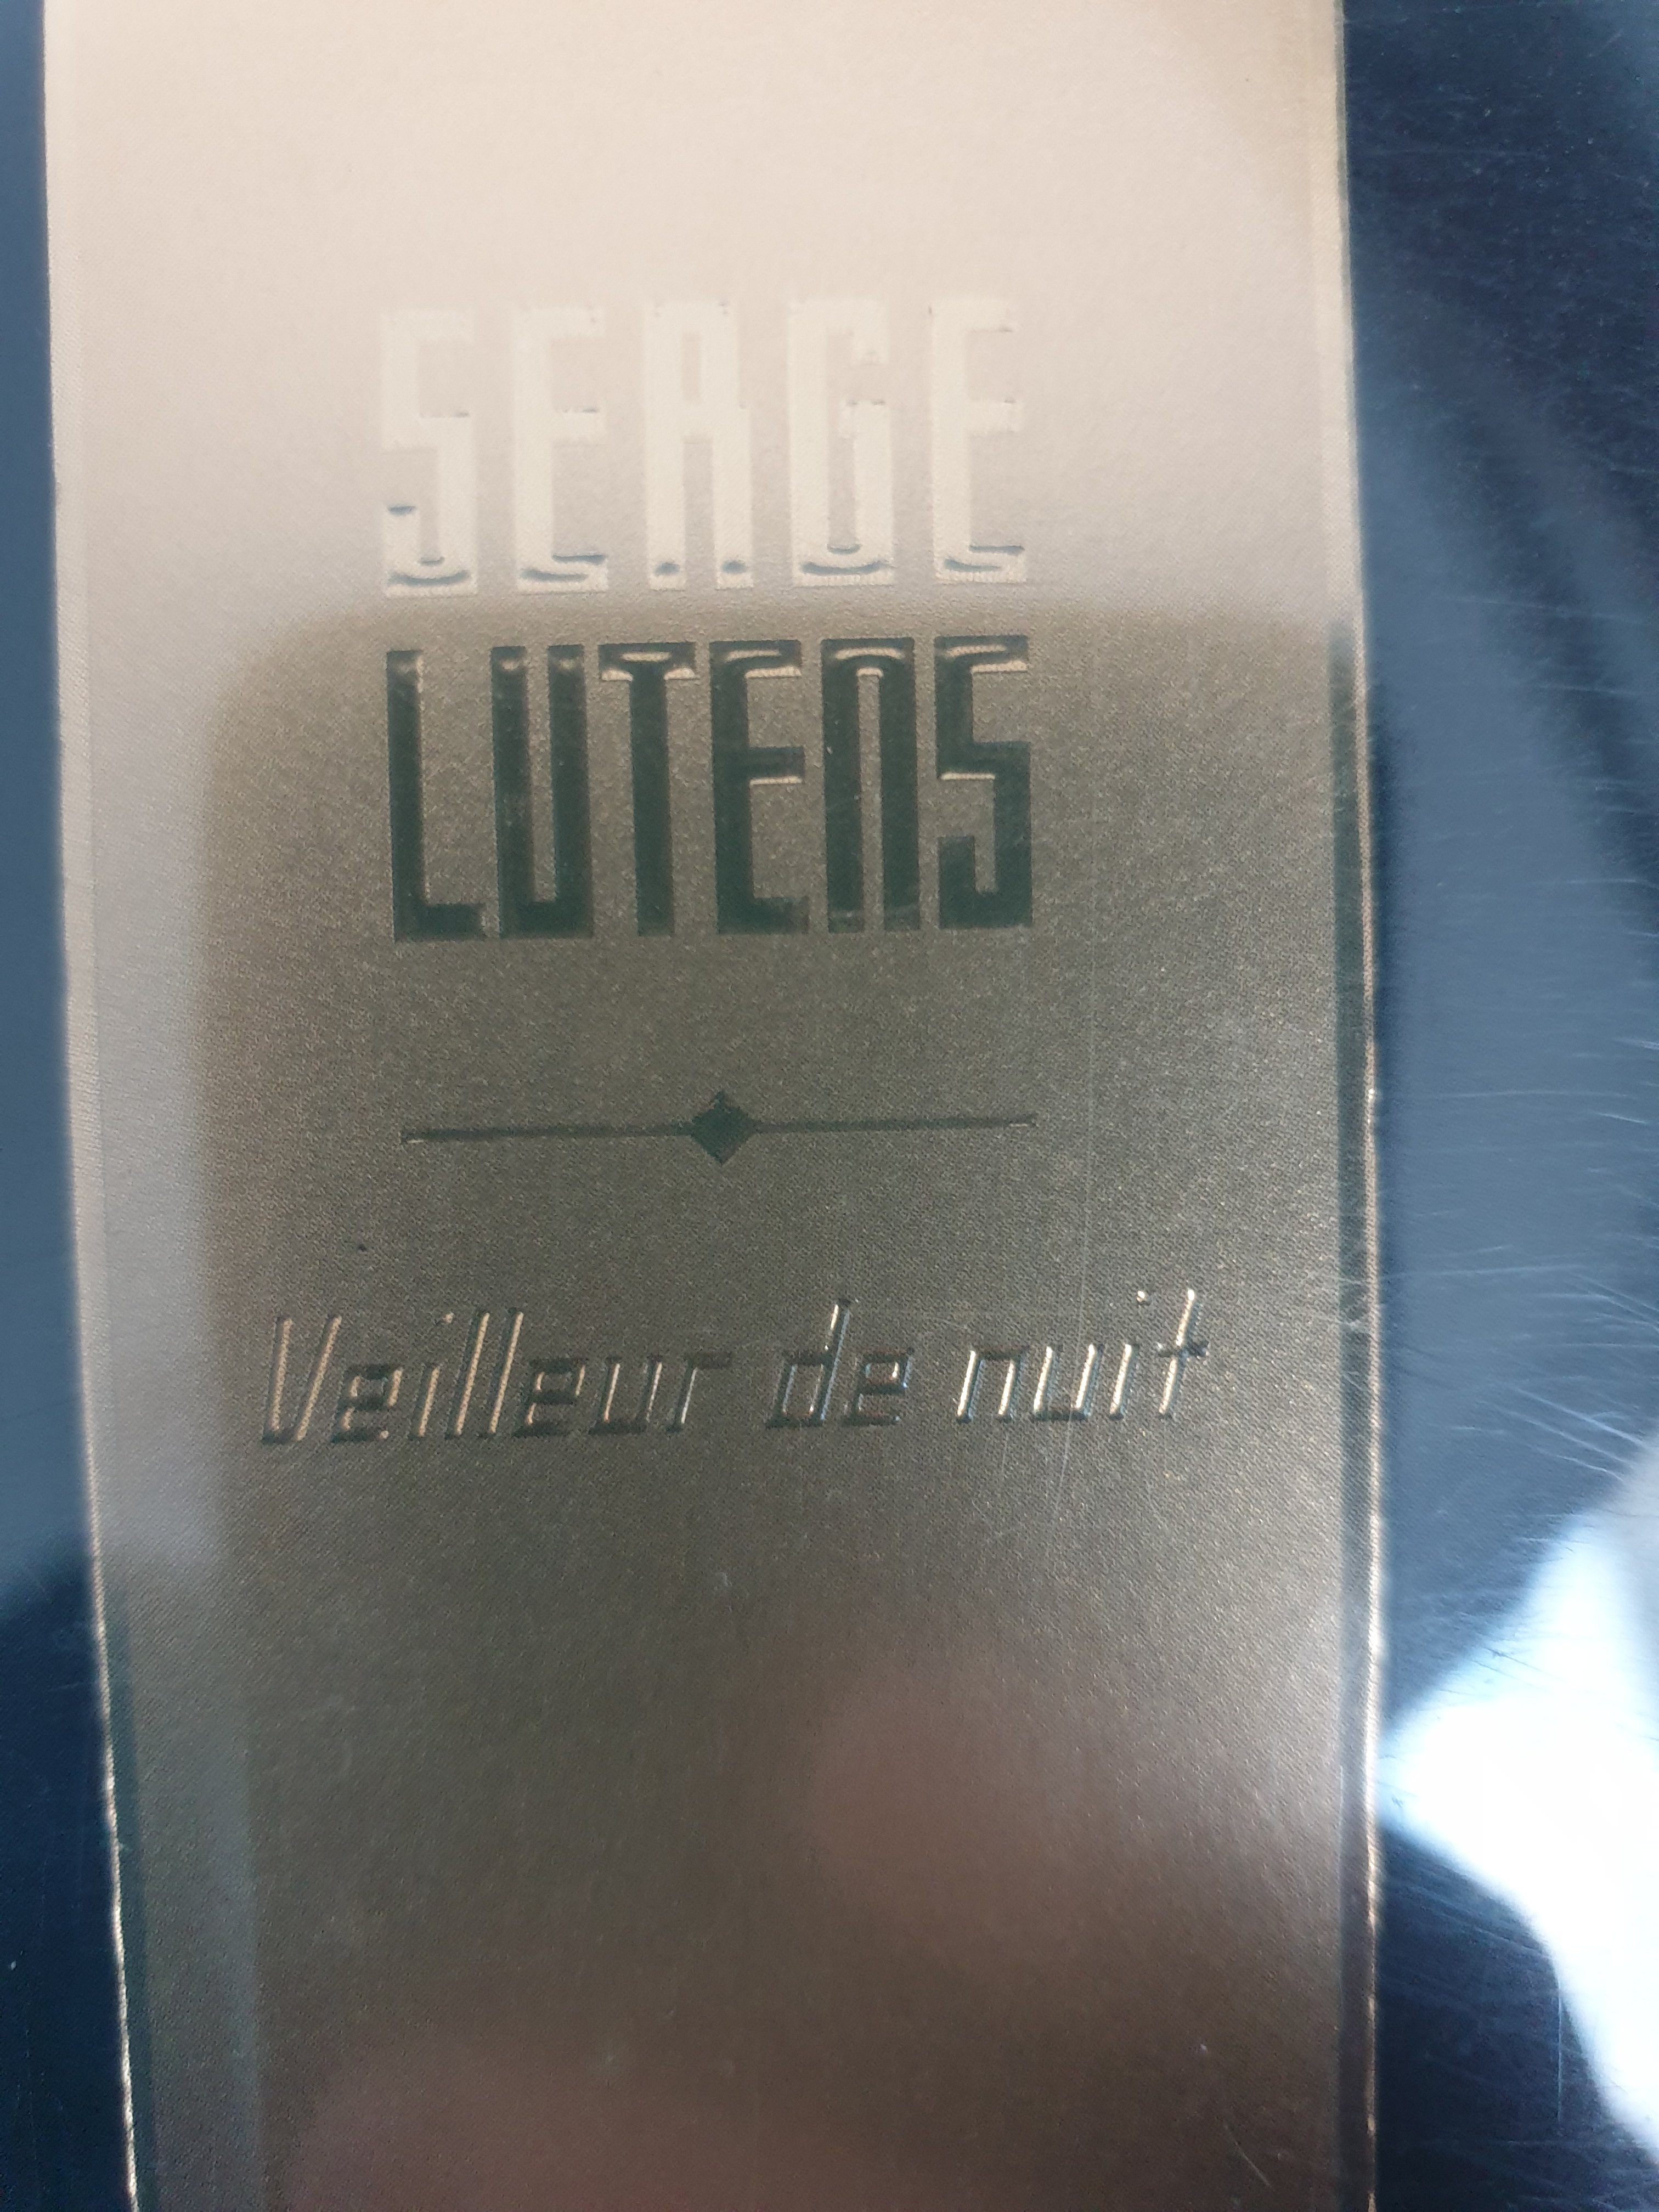 SERGE
LUTENS
Veilleur de nuit